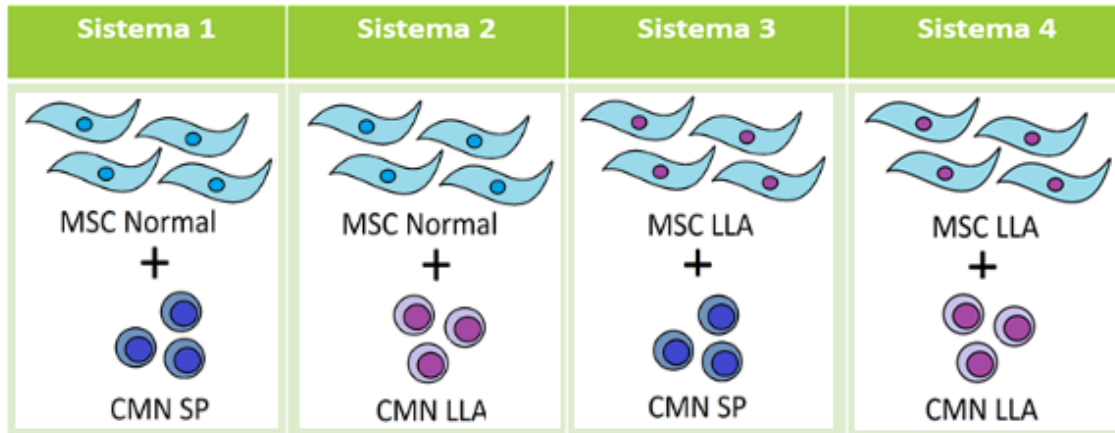 Sistema 1
Sistema 2
Sistema 3
Sistema 4
MSC Normal
+
CMN SP
MSC Normal
+
CMN LLA
MSC LLA
+
CMN SP
MSC LLA
+
CMN LLA